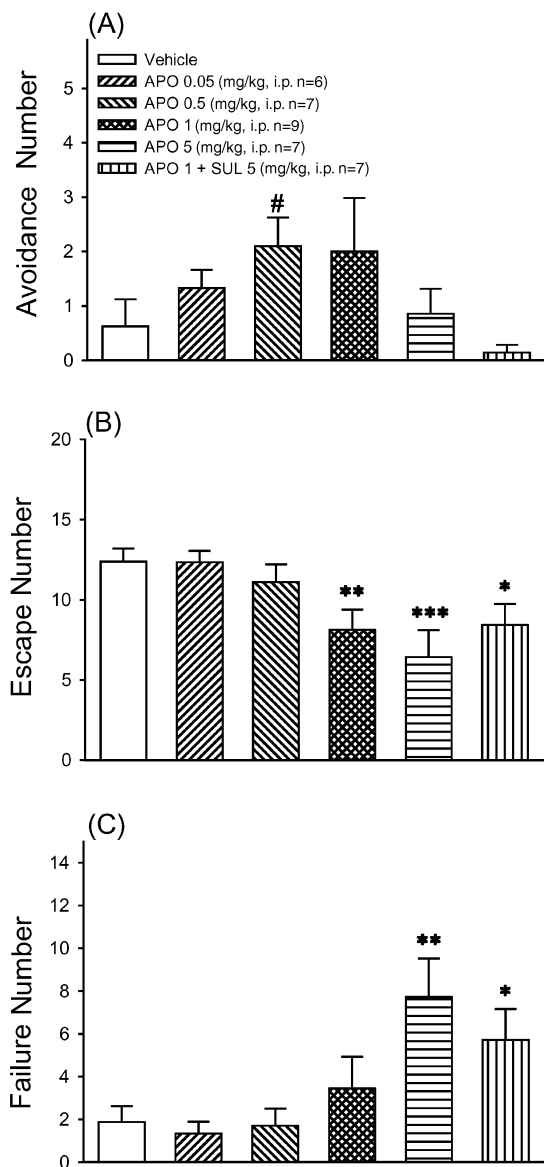 (A)
Vehicle
APO 0.05 (mg/kg, i.p. n=6)
APO 0.5 (mg/kg, i.p. n=7)
APO 1 (mg/kg, i.p. n=9)
APO 5 (mg/kg, i.p. n=7)
APO 1 + SUL 5 (mg/kg, i.p. n=7)
Avoidance Number
5
4
3
2
1
0
#
(B)
Escape Number
20
15
10
5
0
**
***
*
(C)
Failure Number
14
12
10
8
6
4
2
0
**
*